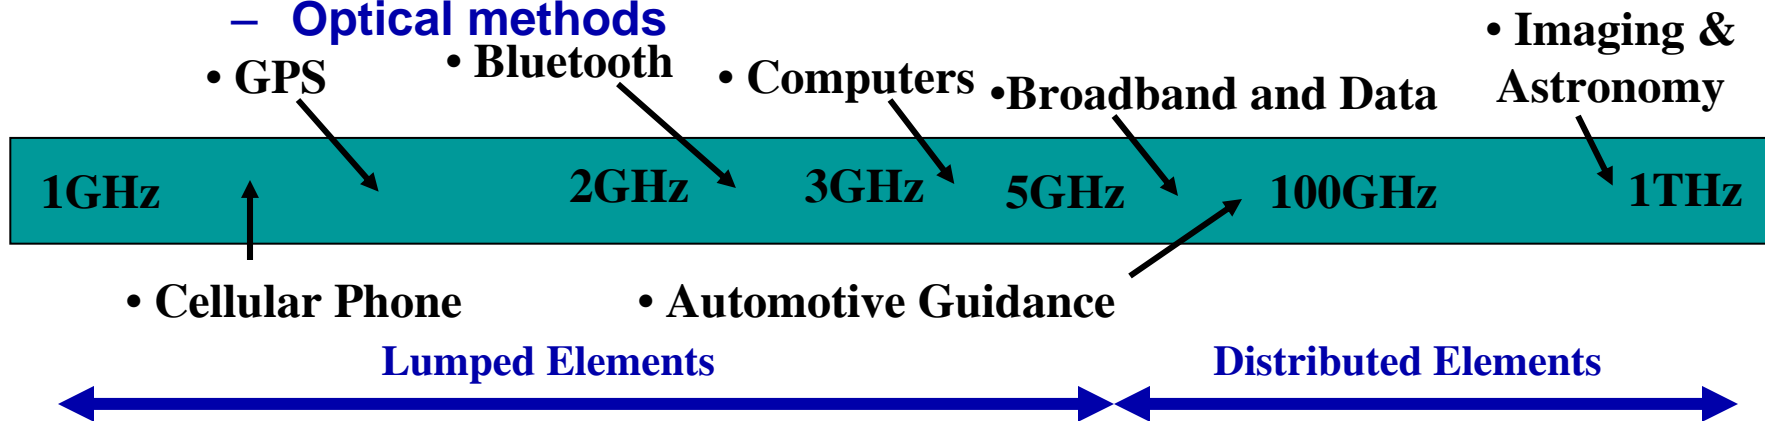 – Optical methods
• GPS
• Bluetooth
• Computers
•Broadband and Data
• Imaging &
Astronomy
1GHz 2GHz 3GHz 5GHz 100GHz 1THz
• Cellular Phone
• Automotive Guidance
Lumped Elements
Distributed Elements